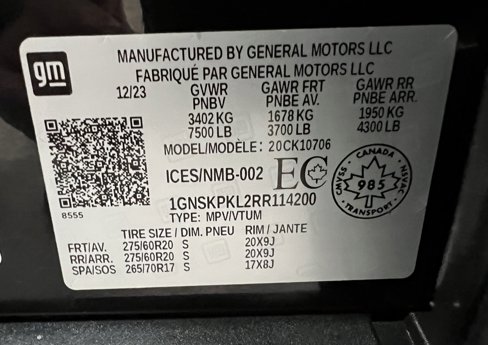 gm
MANUFACTURED BY GENERAL MOTORS LLC
FABRIQUÉ PAR GENERAL MOTORS LLC
12/23 GVWR GAWR FRT GAWR RR
PNBV PNBE AV. PNBE ARR.
3402 KG 1678 KG 1950 KG
7500 LB 3700 LB 4300 LB
MODEL/MODÈLE: 20CK10706
ICES/NMB-002 EC
CANADA
CMVSS 985 NSVAC
TRANSPORT
8555
1GNSKPKL2RR114200
TYPE: MPV/VTUM
TIRE SIZE / DIM. PNEU RIM / JANTE
FRT/AV. 275/60R20 S 20X9J
RR/ARR. 275/60R20 S 20X9J
SPA/SOS 265/70R17 S 17X8J